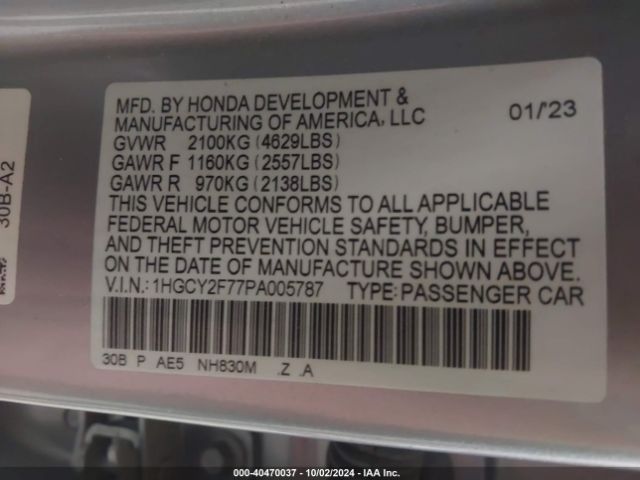 MFD. BY HONDA DEVELOPMENT &
MANUFACTURING OF AMERICA, LLC 01/'23
GVWR 2100KG (4629LBS)
GAWR F 1160KG (2557LBS)
GAWR R 970KG (2138LBS)
THIS VEHICLE CONFORMS TO ALL APPLICABLE
FEDERAL MOTOR VEHICLE SAFETY, BUMPER,
AND THEFT PREVENTION STANDARDS IN EFFECT
ON THE DATE OF MANUFACTURE SHOWN ABOVE.
V.I.N.: 1HGCY2F77PA005787 TYPE: PASSENGER CAR
30B P AE5 NH830M .Z .A
30B-A2
000-40470037 - 10/02/2024 - IAA Inc.